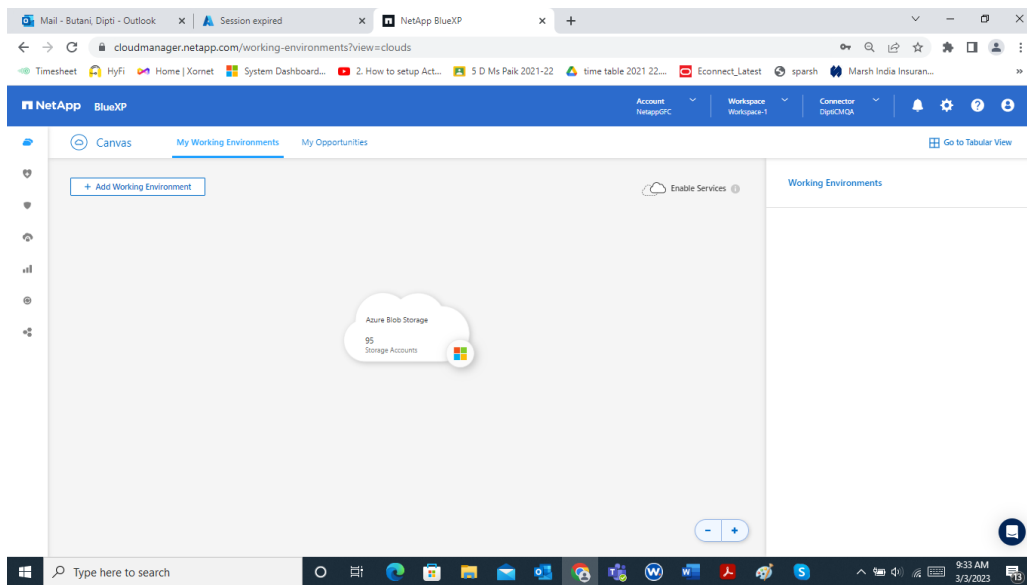 Mail - Butani, Dipti - Outlook
Session expired
NetApp BlueXP
cloudmanager.netapp.com/working-environments?view=clouds
Timesheet HyFi Home | Xornet System Dashboard... 2. How to setup Act... S D Ms Paik 2021-22 time table 2021 22.... Econnect_Latest sparsh Marsh India Insuran... »
NetApp BlueXP
Account
NetappGFC
Workspace
Workspace-1
Connector
DiptiCMQA
Canvas
My Working Environments
My Opportunities
Go to Tabular View
+ Add Working Environment
Enable Services
Working Environments
Azure Blob Storage
95
Storage Accounts
- +
Type here to search
9:33 AM
3/3/2023